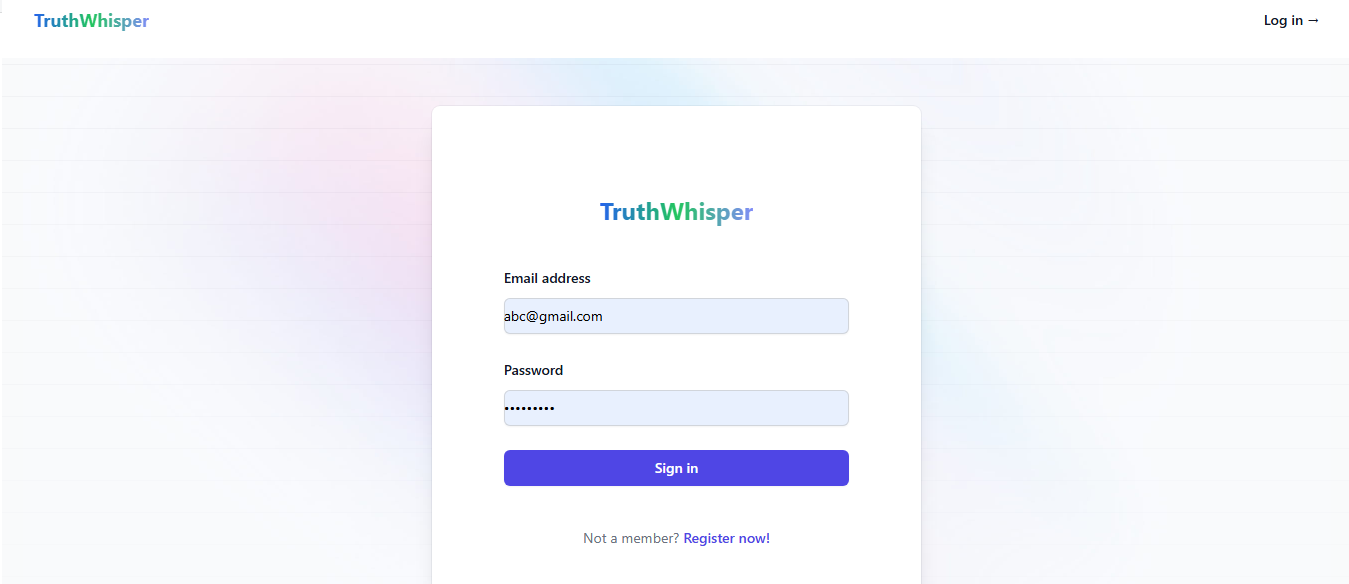 TruthWhisper
Log in →
TruthWhisper
Email address
abc@gmail.com
Password
•••••••••
Sign in
Not a member? Register now!